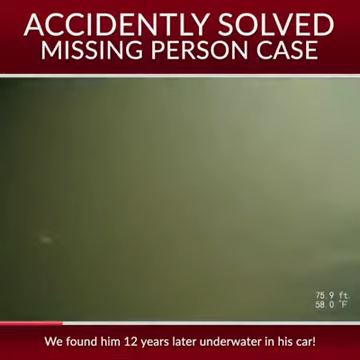 ACCIDENTLY SOLVED
MISSING PERSON CASE
75.9 ft.
58.0 °F
We found him 12 years later underwater in his car!